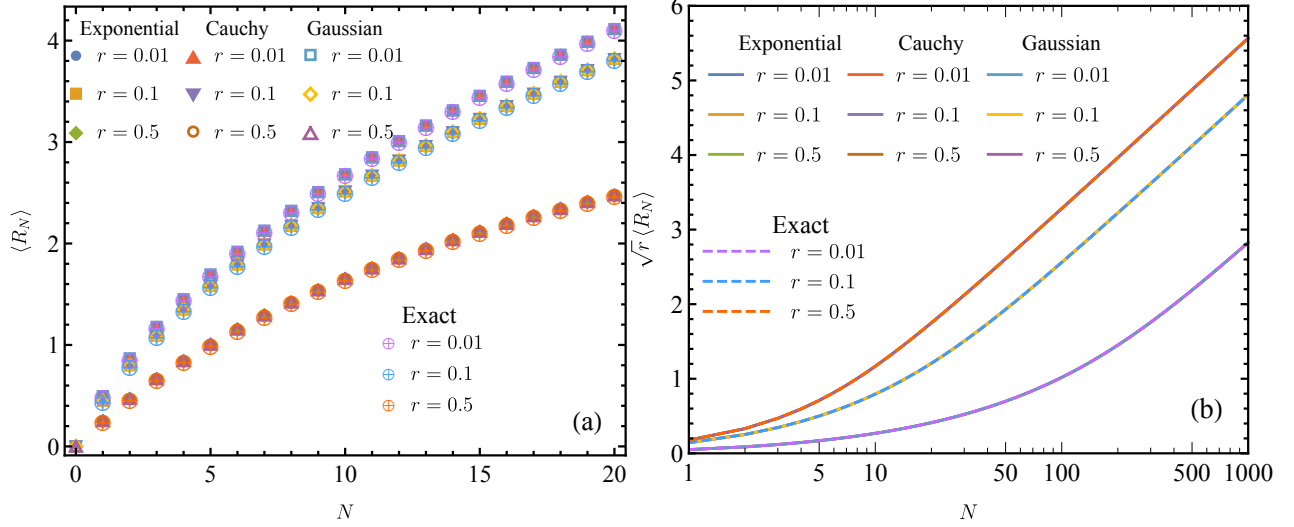 Exponential Cauchy Gaussian
r = 0.01 r = 0.01 r = 0.01
r = 0.1 r = 0.1 r = 0.1
r = 0.5 r = 0.5 r = 0.5
Exact
r = 0.01
r = 0.1
r = 0.5
(a)
4
3
2
1
0
⟨R_N⟩
0 5 10 15 20
N
Exponential Cauchy Gaussian
r = 0.01 r = 0.01 r = 0.01
r = 0.1 r = 0.1 r = 0.1
r = 0.5 r = 0.5 r = 0.5
Exact
r = 0.01
r = 0.1
r = 0.5
(b)
6
5
4
3
2
1
0
√r⟨R_N⟩
1 5 10 50 100 500 1000
N